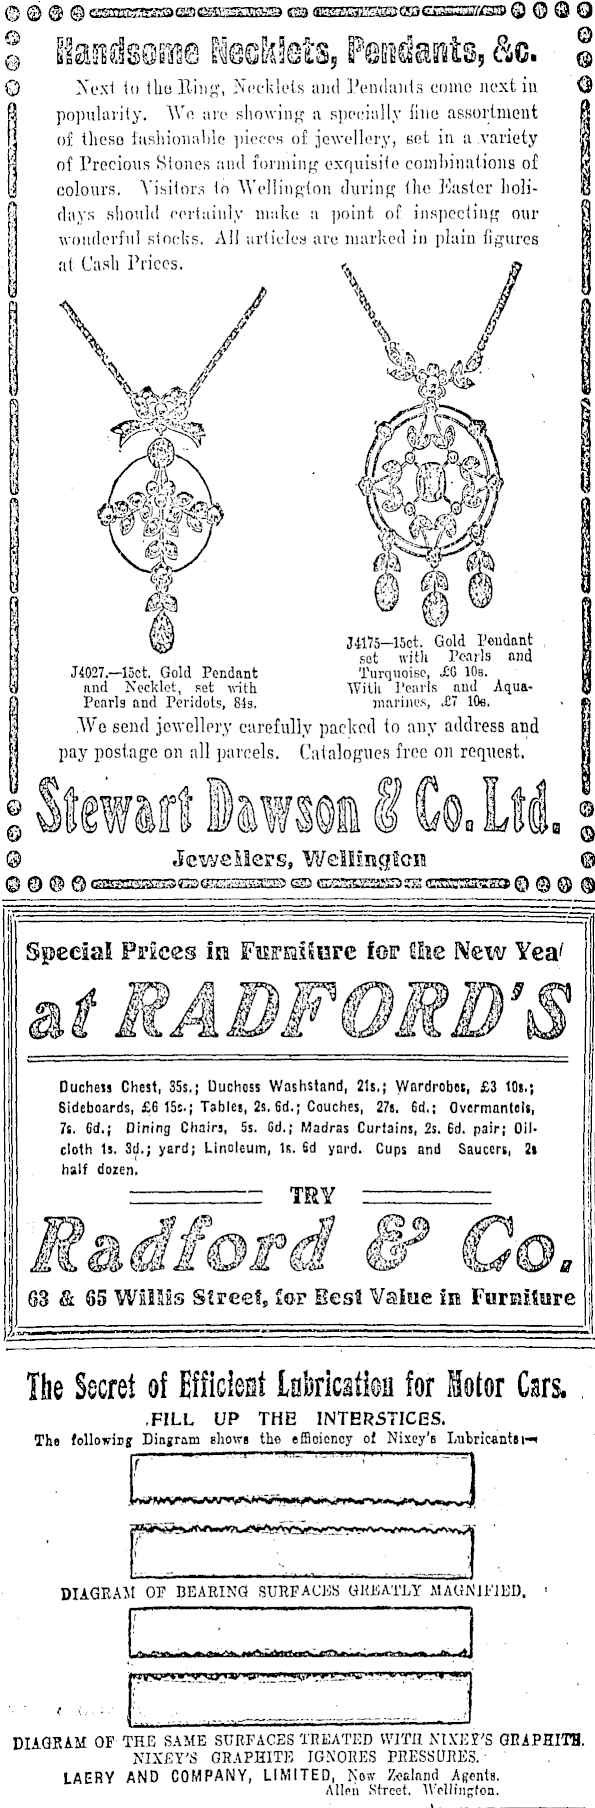 Handsome Necklets, Pendants, &c.
Next to the Ring, Necklets and Pendants come next in
popularity. We are showing a specially fine assortment
of these fashionable pieces of jewellery, set in a variety
of Precious Stones and forming exquisite combinations of
colours. Visitors to Wellington during the Easter holi-
days should certainly make a point of inspecting our
wonderful stocks. All articles are marked in plain figures
at Cash Prices.
J4027.—15ct. Gold Pendant
and Necklet, set with
Pearls and Peridots, 84s.
J4175—15ct. Gold Pendant
set with Pearls and
Turquoise, £6 10s.
With Pearls and Aqua-
marines, £7 10s.
We send jewellery carefully packed to any address and
pay postage on all parcels. Catalogues free on request.
Stewart Dawson & Co. Ltd.
Jewellers, Wellington
Special Prices in Furniture for the New Year
at RADFORD'S
Duchess Chest, 35s.; Duchess Washstand, 21s.; Wardrobes, £3 10s.;
Sideboards, £6 15s.; Tables, 2s. 6d.; Couches, 27s. 6d.; Overmantels,
7s. 6d.; Dining Chairs, 5s. 6d.; Madras Curtains, 2s. 6d. pair; Oil-
cloth 1s. 3d.; yard; Linoleum, 1s. 6d yard. Cups and Saucers, 2s
half dozen.
TRY
Radford & Co.
63 & 65 Willis Street, for Best Value in Furniture
The Secret of Efficient Lubrication for Motor Cars.
FILL UP THE INTERSTICES.
The following Diagram shows the efficiency of Nixey's Lubricants:—
DIAGRAM OF BEARING SURFACES GREATLY MAGNIFIED.
DIAGRAM OF THE SAME SURFACES TREATED WITH NIXEY'S GRAPHITE.
NIXEY'S GRAPHITE IGNORES PRESSURES.
LAERY AND COMPANY, LIMITED, New Zealand Agents.
Allen Street, Wellington.